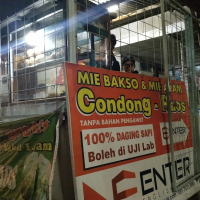 MIE BAKSO & MIE AYAM
Condong
TANPA BAHAN PENGAWET
100% DAGING SAPI
Boleh di UJI Lab
ENTER
ENTER